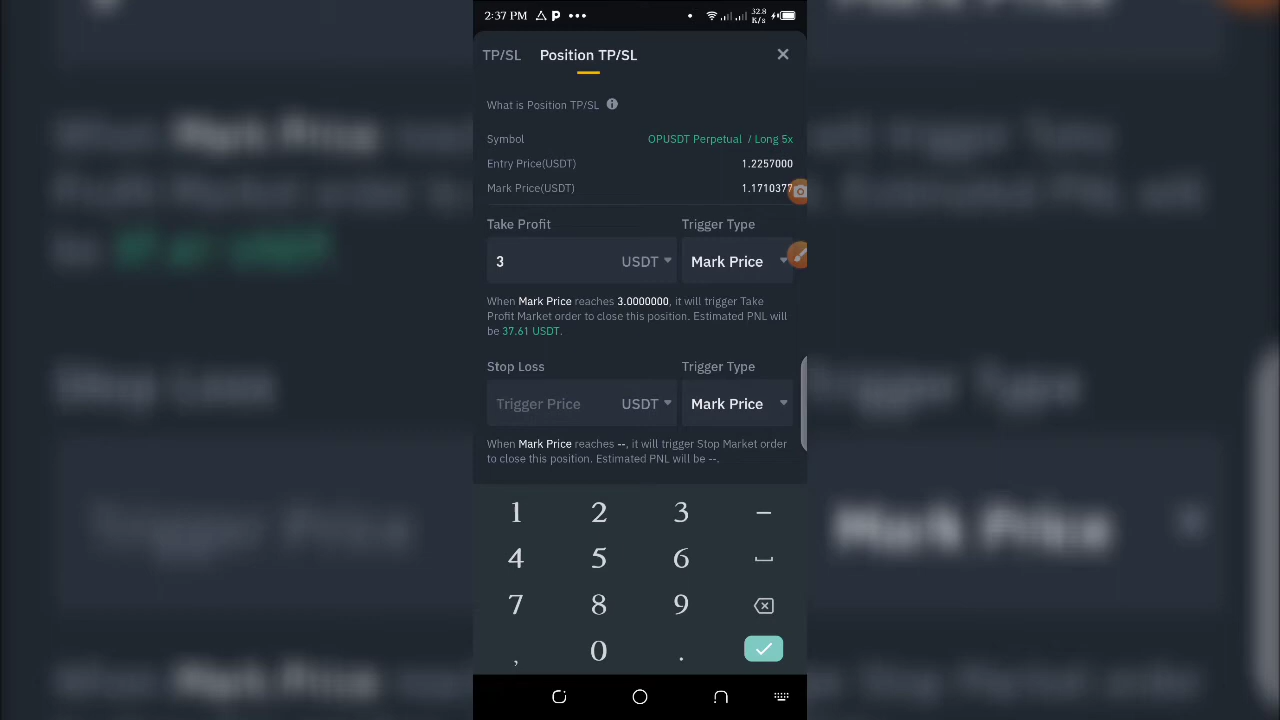 2:37 PM
32.8
K/s
TP/SL Position TP/SL
What is Position TP/SL
Symbol OPUSDT Perpetual / Long 5x
Entry Price(USDT) 1.2257000
Mark Price(USDT) 1.1710377
Take Profit Trigger Type
3 USDT Mark Price
When Mark Price reaches 3.0000000, it will trigger Take
Profit Market order to close this position. Estimated PNL will
be 37.61 USDT.
Stop Loss Trigger Type
Trigger Price USDT Mark Price
When Mark Price reaches --, it will trigger Stop Market order
to close this position. Estimated PNL will be --.
1 2 3 –
4 5 6
7 8 9
, 0 .